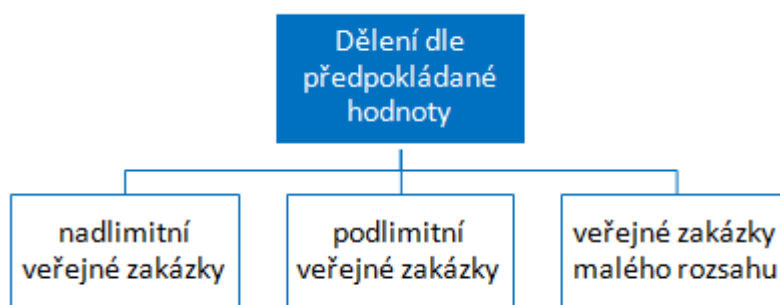 Dělení dle
předpokládané
hodnoty
nadlimitní
veřejné zakázky
podlimitní
veřejné zakázky
veřejné zakázky
malého rozsahu